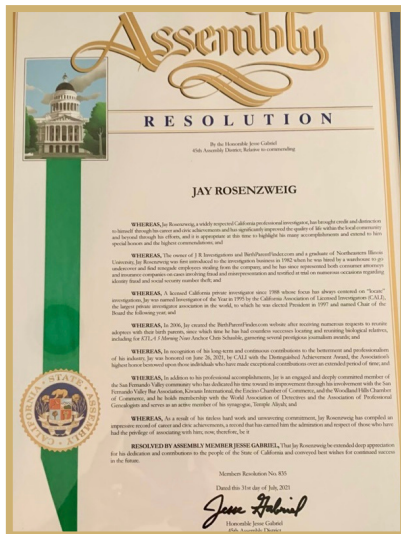 Assembly
RESOLUTION
By the Honorable Jesse Gabriel
45th Assembly District; Relative to commending
JAY ROSENZWEIG
WHEREAS, Jay Rosenzweig, a widely respected California professional investigator, has brought credit and distinction
to himself through his career and civic achievements and has significantly improved the quality of life within the local community
and beyond through his efforts, and it is appropriate at this time to highlight his many accomplishments and extend to him
special honors and the highest commendations; and
WHEREAS, The owner of J R Investigations and BirthParentFinder.com and a graduate of Northeastern Illinois
University, Jay Rosenzweig was first introduced to the investigation business in 1982 when he was hired by a warehouse to go
undercover and find renegade employees stealing from the company, and he has since represented both consumer attorneys
and insurance companies on cases involving fraud and misrepresentation and testified at trial on numerous occasions regarding
identity fraud and social security number theft; and
WHEREAS, A licensed California private investigator since 1988 whose focus has always centered on "locate"
investigations, Jay was named Investigator of the Year in 1995 by the California Association of Licensed Investigators (CALI),
the largest private investigator association in the world, to which he was elected President in 1997 and named Chair of the
Board the following year; and
WHEREAS, In 2006, Jay created the BirthParentFinder.com website after receiving numerous requests to reunite
adoptees with their birth parents, since which time he has had countless successes locating and reuniting biological relatives,
including for KTLA 5 Morning News Anchor Chris Schauble, garnering several prestigious journalism awards; and
WHEREAS, In recognition of his long-term and continuous contributions to the betterment and professionalism
of his industry, Jay was honored on June 26, 2021, by CALI with the Distinguished Achievement Award, the Association's
highest honor bestowed upon those individuals who have made exceptional contributions over an extended period of time; and
WHEREAS, In addition to his professional accomplishments, Jay is an engaged and deeply committed member of
the San Fernando Valley community who has dedicated his time toward its improvement through his involvement with the San
Fernando Valley Bar Association, Kiwanis International, the Encino Chamber of Commerce, and the Woodland Hills Chamber
of Commerce, and he holds membership with the World Association of Detectives and the Association of Professional
Genealogists and serves as an active member of his synagogue, Temple Aliyah; and
WHEREAS, As a result of his tireless hard work and unwavering commitment, Jay Rosenzweig has compiled an
impressive record of career and civic achievements, a record that has earned him the admiration and respect of those who have
had the privilege of associating with him; now, therefore, be it
RESOLVED BY ASSEMBLY MEMBER JESSE GABRIEL, That Jay Rosenzweig be extended deep appreciation
for his dedication and contributions to the people of the State of California and conveyed best wishes for continued success
in the future.
Members Resolution No. 835
Dated this 31st day of July, 2021
Jesse Gabriel
Honorable Jesse Gabriel
45th Assembly District
STATE ASSEMBLY
CALIFORNIA